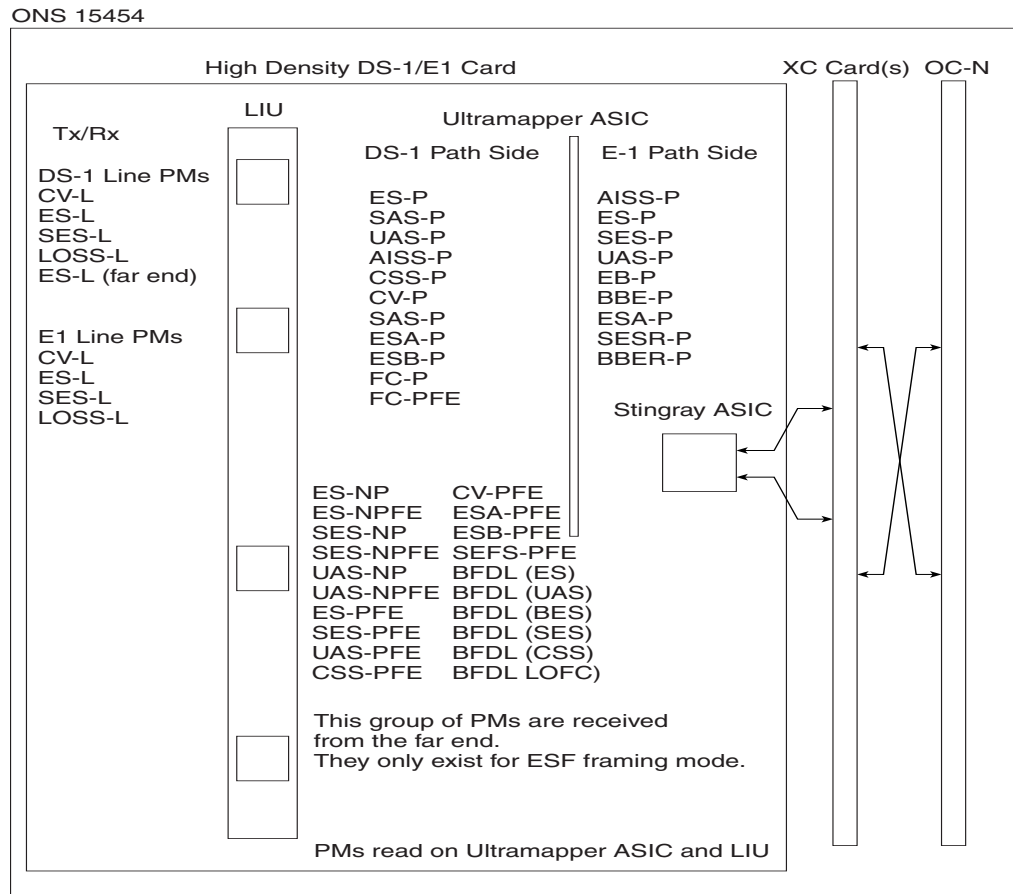 ONS 15454
High Density DS-1/E1 Card
XC Card(s)
OC-N
LIU
Tx/Rx
DS-1 Line PMs
CV-L
ES-L
SES-L
LOSS-L
ES-L (far end)
E1 Line PMs
CV-L
ES-L
SES-L
LOSS-L
Ultramapper ASIC
DS-1 Path Side
ES-P
SAS-P
UAS-P
AISS-P
CSS-P
CV-P
SAS-P
ESA-P
ESB-P
FC-P
FC-PFE
E-1 Path Side
AISS-P
ES-P
SES-P
UAS-P
EB-P
BBE-P
ESA-P
SESR-P
BBER-P
Stingray ASIC
ES-NP CV-PFE
ES-NPFE ESA-PFE
SES-NP ESB-PFE
SES-NPFE SEFS-PFE
UAS-NP BFDL (ES)
UAS-NPFE BFDL (UAS)
ES-PFE BFDL (BES)
SES-PFE BFDL (SES)
UAS-PFE BFDL (CSS)
CSS-PFE BFDL LOFC)
This group of PMs are received
from the far end.
They only exist for ESF framing mode.
PMs read on Ultramapper ASIC and LIU